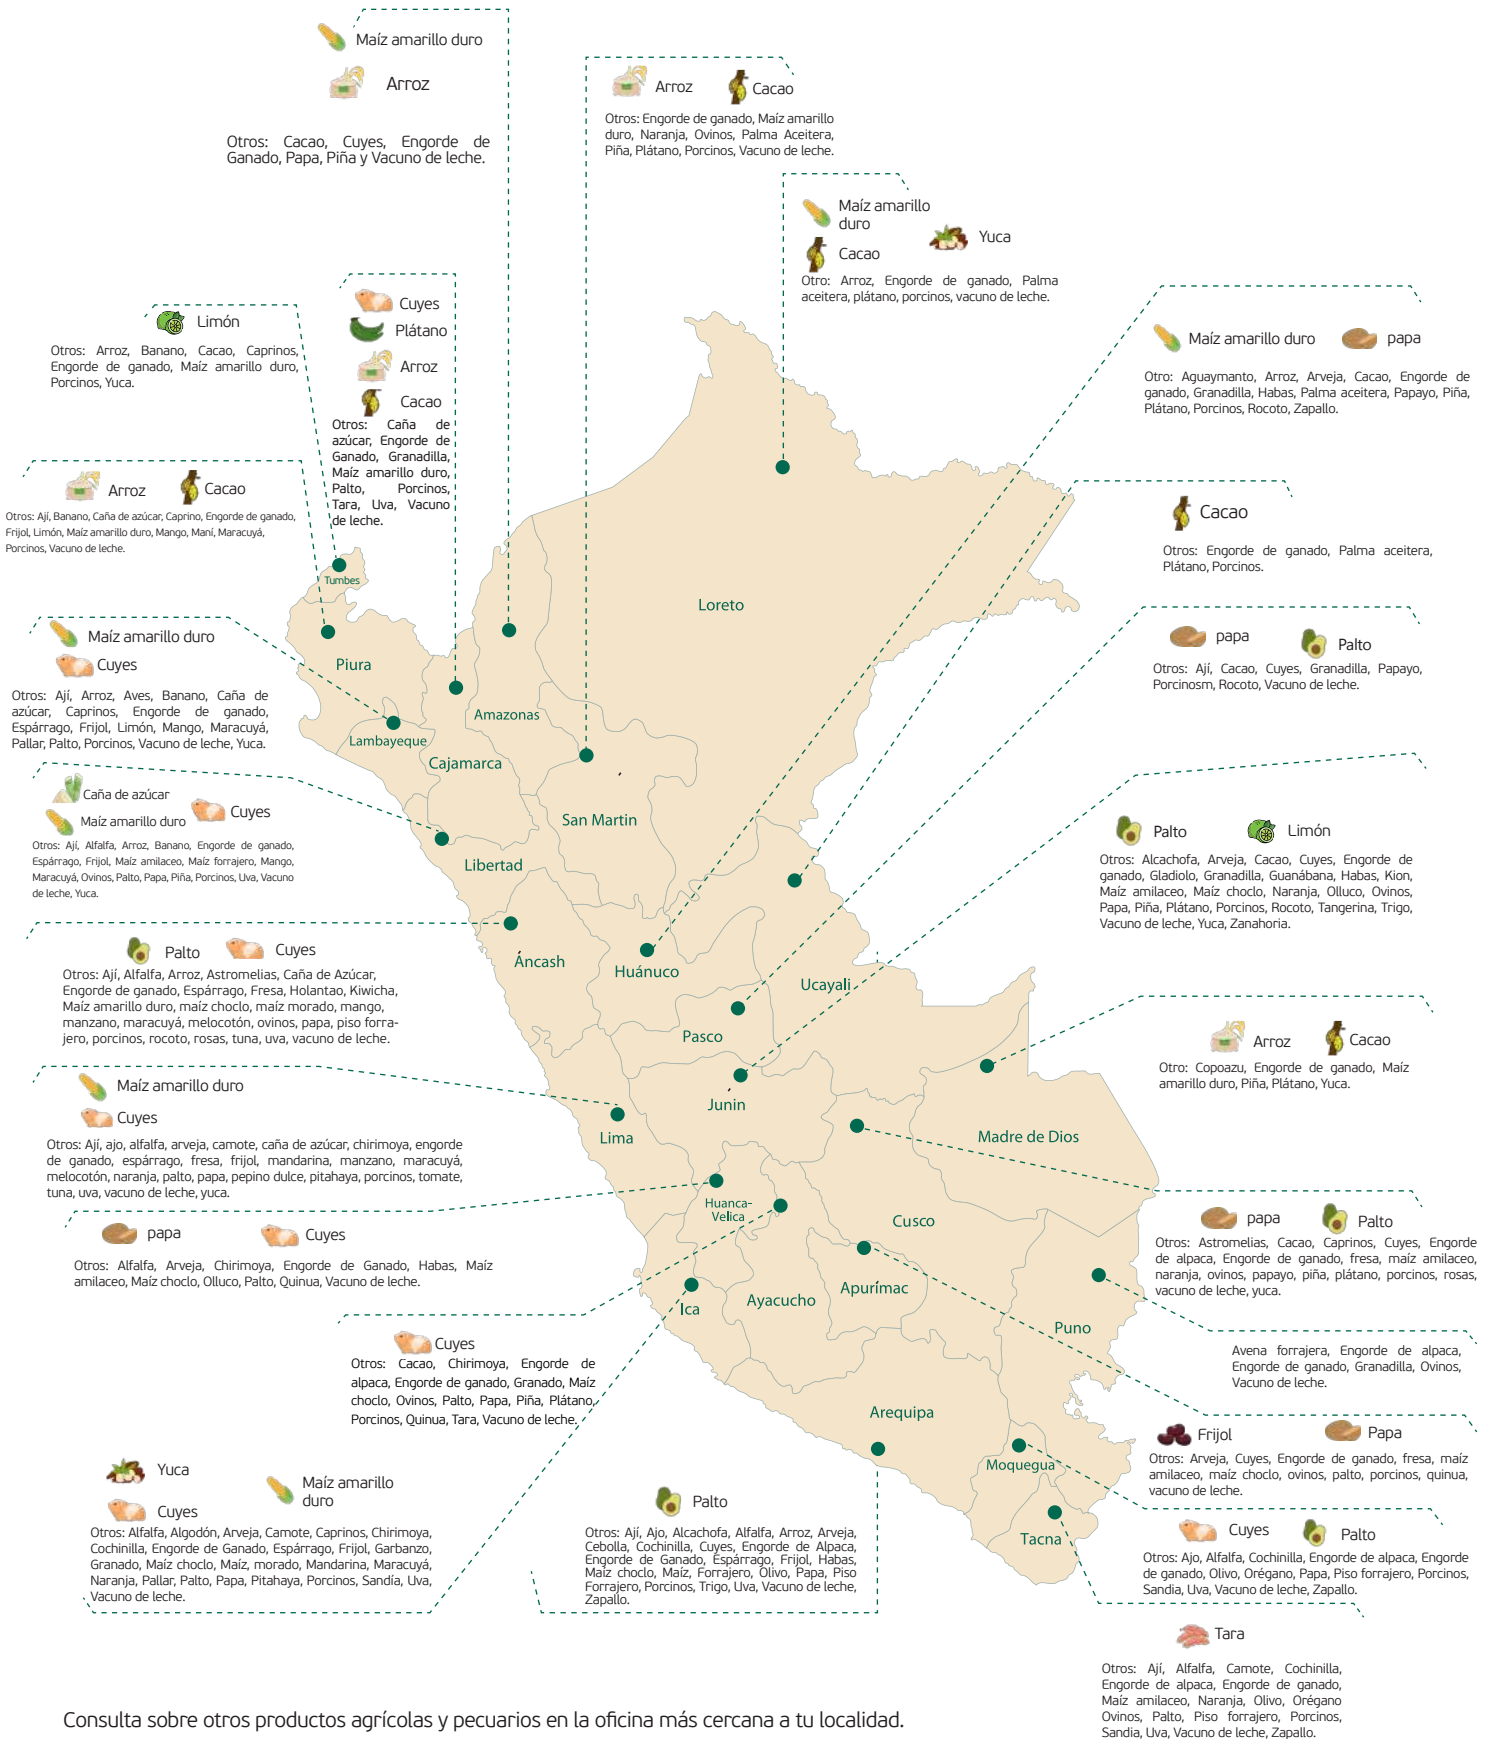 Maíz amarillo duro
Arroz
Otros: Cacao, Cuyes, Engorde de
Ganado, Papa, Piña y Vacuno de leche.
Arroz
Cacao
Otros: Engorde de ganado, Maíz amarillo
duro, Naranja, Ovinos, Palma Aceitera,
Piña, Plátano, Porcinos, Vacuno de leche.
Maíz amarillo
duro
Yuca
Cacao
Otro: Arroz, Engorde de ganado, Palma
aceitera, plátano, porcinos, vacuno de leche.
Cuyes
Plátano
Arroz
Cacao
Otros: Caña de
azúcar, Engorde de
Ganado, Granadilla,
Maíz amarillo duro,
Palto, Porcinos,
Tara, Uva, Vacuno
de leche.
Limón
Otros: Arroz, Banano, Cacao, Caprinos,
Engorde de ganado, Maíz amarillo duro,
Porcinos, Yuca.
Maíz amarillo duro
papa
Otro: Aguaymanto, Arroz, Arveja, Cacao, Engorde de
ganado, Granadilla, Habas, Palma aceitera, Papayo, Piña,
Plátano, Porcinos, Rocoto, Zapallo.
Arroz
Cacao
Otros: Ají, Banano, Caña de azúcar, Caprino, Engorde de ganado,
Frijol, Limón, Maíz amarillo duro, Mango, Maní, Maracuyá,
Porcinos, Vacuno de leche.
Cacao
Otros: Engorde de ganado, Palma aceitera,
Plátano, Porcinos.
Tumbes
Loreto
Piura
Amazonas
Lambayeque
Cajamarca
San Martin
Libertad
Áncash
Huánuco
Ucayali
Pasco
Junin
Lima
Madre de Dios
Huanca-
Velica
Cusco
Ica
Ayacucho
Apurímac
Puno
Arequipa
Moquegua
Tacna
Maíz amarillo duro
Cuyes
Otros: Ají, Arroz, Aves, Banano, Caña de
azúcar, Caprinos, Engorde de ganado,
Espárrago, Frijol, Limón, Mango, Maracuyá,
Pallar, Palto, Porcinos, Vacuno de leche, Yuca.
papa
Palto
Otros: Ají, Cacao, Cuyes, Granadilla, Papayo,
Porcinosm, Rocoto, Vacuno de leche.
Caña de azúcar
Cuyes
Maíz amarillo duro
Otros: Ají, Alfalfa, Arroz, Banano, Engorde de ganado,
Espárrago, Frijol, Maíz amilaceo, Maíz forrajero, Mango,
Maracuyá, Ovinos, Palto, Papa, Piña, Porcinos, Uva, Vacuno
de leche, Yuca.
Palto
Limón
Otros: Alcachofa, Arveja, Cacao, Cuyes, Engorde de
ganado, Gladiolo, Granadilla, Guanábana, Habas, Kion,
Maíz amilaceo, Maíz choclo, Naranja, Olluco, Ovinos,
Papa, Piña, Plátano, Porcinos, Rocoto, Tangerina, Trigo,
Vacuno de leche, Yuca, Zanahoria.
Palto
Cuyes
Otros: Ají, Alfalfa, Arroz, Astromelias, Caña de Azúcar,
Engorde de ganado, Espárrago, Fresa, Holantao, Kiwicha,
Maíz amarillo duro, maíz choclo, maíz morado, mango,
manzano, maracuyá, melocotón, ovinos, papa, piso forra-
jero, porcinos, rocoto, rosas, tuna, uva, vacuno de leche.
Arroz
Cacao
Otro: Copoazu, Engorde de ganado, Maíz
amarillo duro, Piña, Plátano, Yuca.
Maíz amarillo duro
Cuyes
Otros: Ají, ajo, alfalfa, arveja, camote, caña de azúcar, chirimoya, engorde
de ganado, espárrago, fresa, frijol, mandarina, manzano, maracuyá,
melocotón, naranja, palto, papa, pepino dulce, pitahaya, porcinos, tomate,
tuna, uva, vacuno de leche, yuca.
papa
Palto
Otros: Astromelias, Cacao, Caprinos, Cuyes, Engorde
de alpaca, Engorde de ganado, fresa, maíz amilaceo,
naranja, ovinos, papayo, piña, plátano, porcinos, rosas,
vacuno de leche, yuca.
papa
Cuyes
Otros: Alfalfa, Arveja, Chirimoya, Engorde de Ganado, Habas, Maíz
amilaceo, Maíz choclo, Olluco, Palto, Quinua, Vacuno de leche.
Avena forrajera, Engorde de alpaca,
Engorde de ganado, Granadilla, Ovinos,
Vacuno de leche.
Cuyes
Otros: Cacao, Chirimoya, Engorde de
alpaca, Engorde de ganado, Granado, Maíz
choclo, Ovinos, Palto, Papa, Piña, Plátano,
Porcinos, Quinua, Tara, Vacuno de leche.
Frijol
Papa
Otros: Arveja, Cuyes, Engorde de ganado, fresa, maíz
amilaceo, maíz choclo, ovinos, palto, porcinos, quinua,
vacuno de leche.
Yuca
Maíz amarillo
duro
Cuyes
Otros: Alfalfa, Algodón, Arveja, Camote, Caprinos, Chirimoya,
Cochinilla, Engorde de Ganado, Espárrago, Frijol, Garbanzo,
Granado, Maíz choclo, Maíz, morado, Mandarina, Maracuyá,
Naranja, Pallar, Palto, Papa, Pitahaya, Porcinos, Sandía, Uva,
Vacuno de leche.
Palto
Otros: Ají, Ajo, Alcachofa, Alfalfa, Arroz, Arveja,
Cebolla, Cochinilla, Cuyes, Engorde de Alpaca,
Engorde de Ganado, Espárrago, Frijol, Habas,
Maíz choclo, Maíz, Forrajero, Olivo, Papa, Piso
Forrajero, Porcinos, Trigo, Uva, Vacuno de leche,
Zapallo.
Cuyes
Palto
Otros: Ajo, Alfalfa, Cochinilla, Engorde de alpaca, Engorde
de ganado, Olivo, Orégano, Papa, Piso forrajero, Porcinos,
Sandia, Uva, Vacuno de leche, Zapallo.
Tara
Otros: Ají, Alfalfa, Camote, Cochinilla,
Engorde de alpaca, Engorde de ganado,
Maíz amilaceo, Naranja, Olivo, Orégano
Ovinos, Palto, Piso forrajero, Porcinos,
Sandia, Uva, Vacuno de leche, Zapallo.
Consulta sobre otros productos agrícolas y pecuarios en la oficina más cercana a tu localidad.